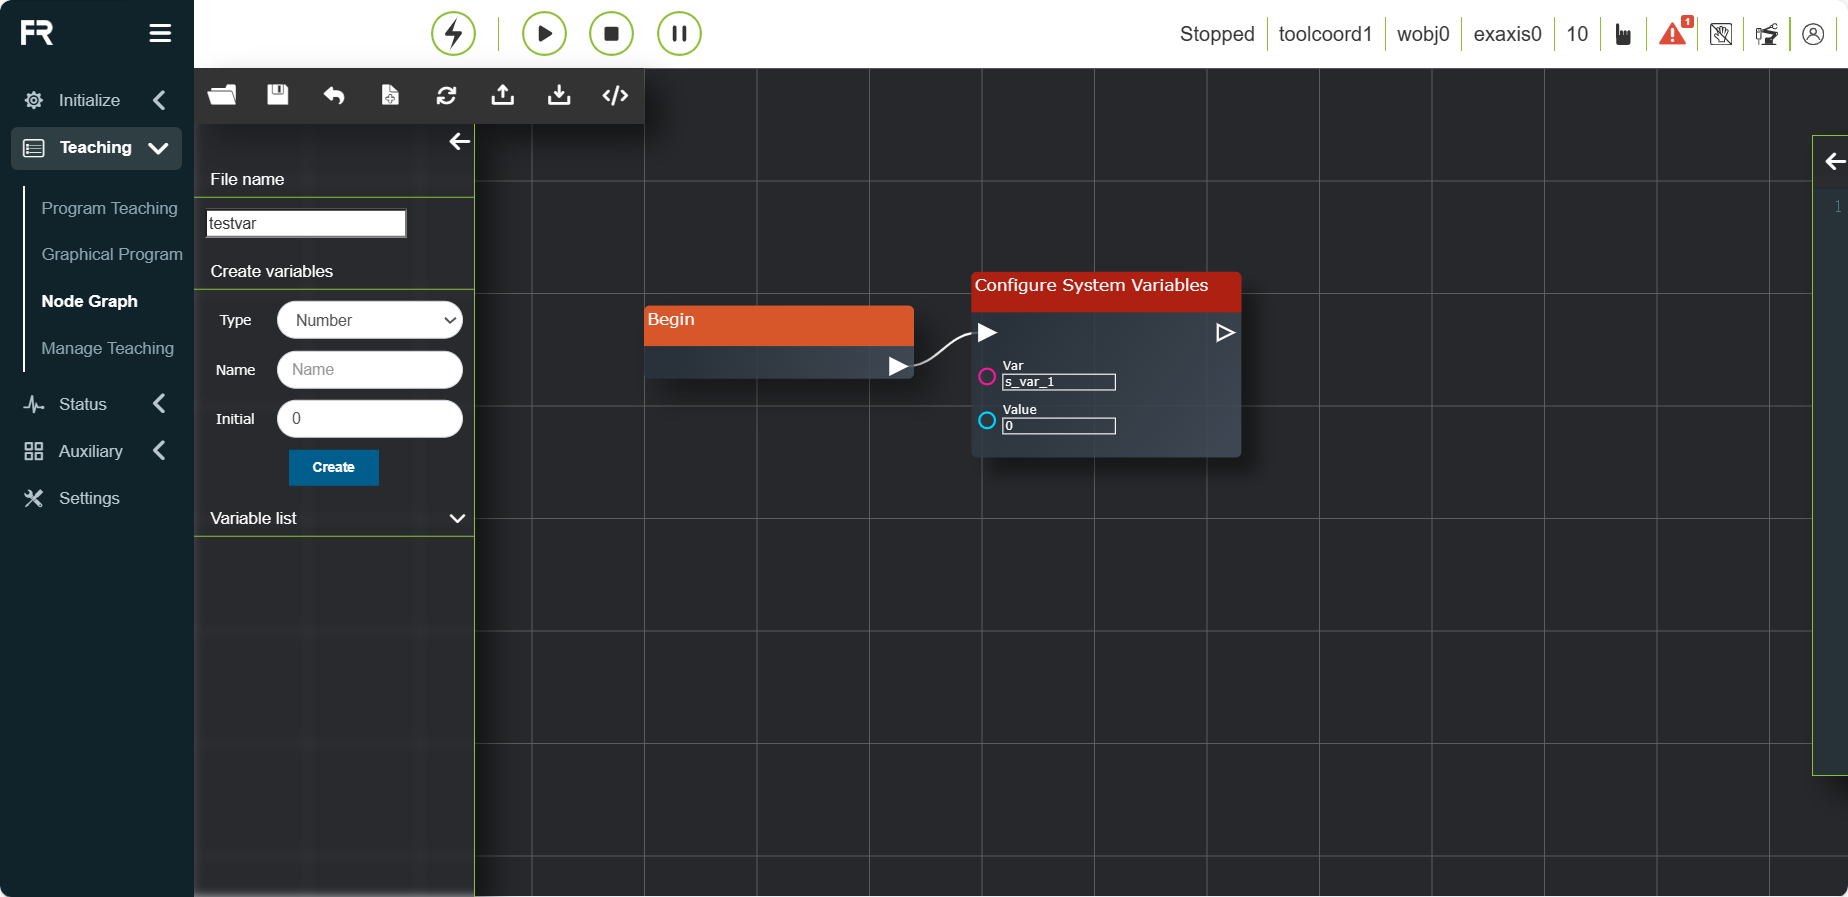 FR
Stopped
toolcoord1
wobj0
exaxis0
10
1
Initialize
Teaching
Program Teaching
Graphical Program
Node Graph
Manage Teaching
Status
Auxiliary
Settings
File name
testvar
Create variables
Type
Number
Name
Name
Initial
0
Create
Variable list
Begin
Configure System Variables
Var
s_var_1
Value
0
1